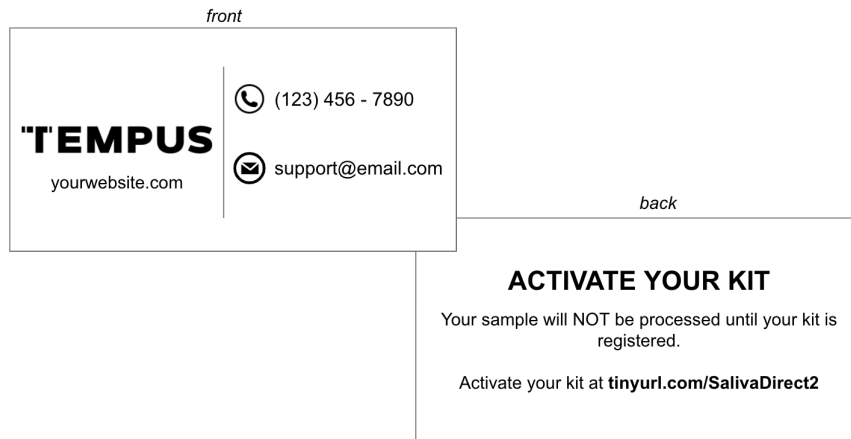 front
TEMPUS
yourwebsite.com
(123) 456 - 7890
support@email.com
back
ACTIVATE YOUR KIT
Your sample will NOT be processed until your kit is
registered.
Activate your kit at tinyurl.com/SalivaDirect2